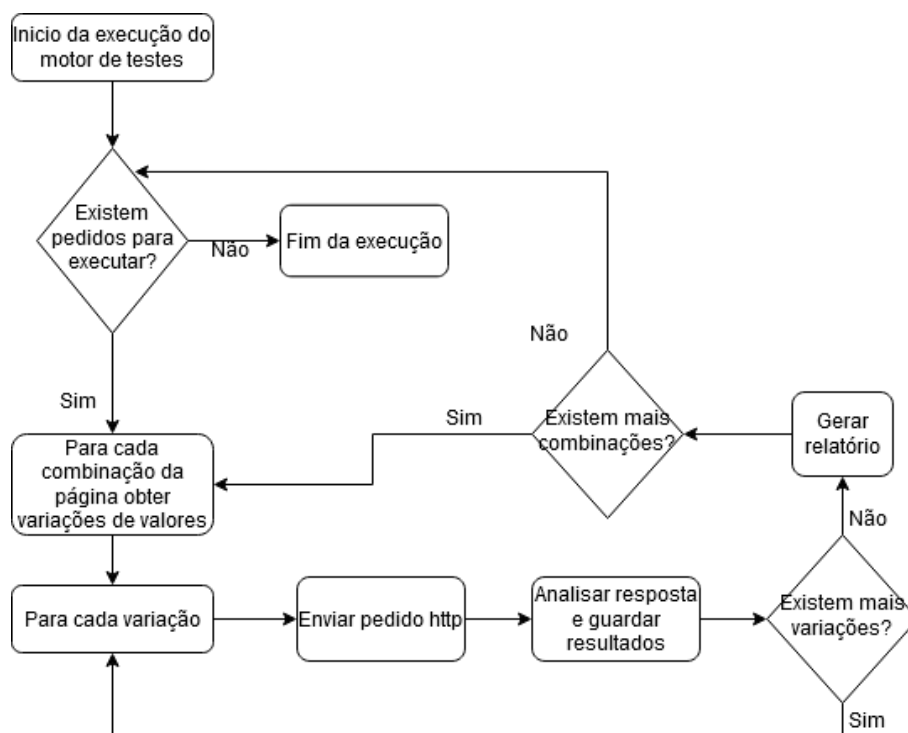 Inicio da execução do
motor de testes
Existem
pedidos para
executar?
Não
Fim da execução
Sim
Não
Sim
Existem mais
combinações?
Gerar
relatório
Para cada
combinação da
página obter
variações de valores
Não
Para cada variação
Enviar pedido http
Analisar resposta
e guardar
resultados
Existem mais
variações?
Sim